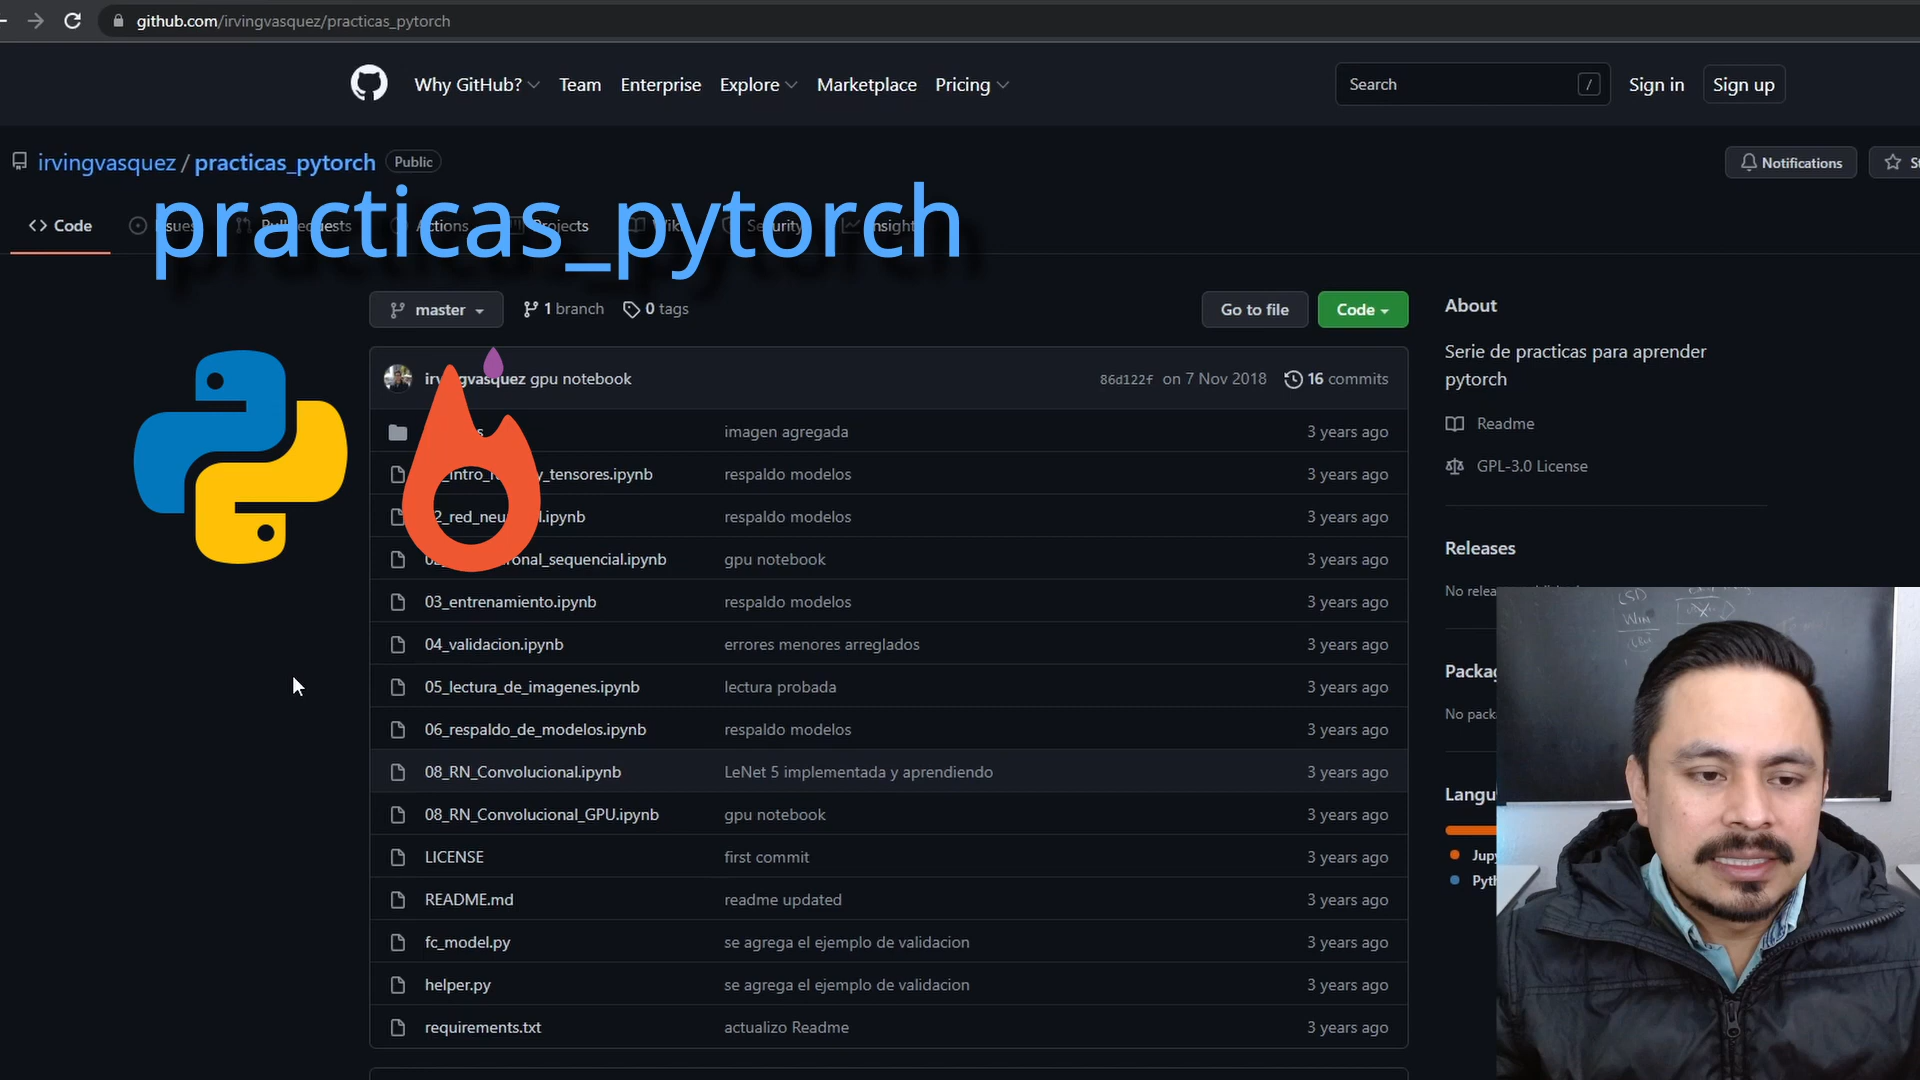 github.com/irvingvasquez/practicas_pytorch
Why GitHub? Team Enterprise Explore Marketplace Pricing Search / Sign in Sign up
irvingvasquez / practicas_pytorch Public
Notifications
practicas_pytorch
Code Actions Projects Security
master 1 branch 0 tags Go to file Code
About
Serie de practicas para aprender
pytorch
irvingvasquez gpu notebook 86d122f on 7 Nov 2018 16 commits
Readme
imagen agregada 3 years ago
GPL-3.0 License
y_tensores.ipynb respaldo modelos 3 years ago
respaldo modelos 3 years ago
Releases
gpu notebook 3 years ago
03_entrenamiento.ipynb respaldo modelos 3 years ago
04_validacion.ipynb errores menores arreglados 3 years ago
05_lectura_de_imagenes.ipynb lectura probada 3 years ago
06_respaldo_de_modelos.ipynb respaldo modelos 3 years ago
08_RN_Convolucional.ipynb LeNet 5 implementada y aprendiendo 3 years ago
08_RN_Convolucional_GPU.ipynb gpu notebook 3 years ago
LICENSE first commit 3 years ago
README.md readme updated 3 years ago
fc_model.py se agrega el ejemplo de validacion 3 years ago
helper.py se agrega el ejemplo de validacion 3 years ago
requirements.txt actualizo Readme 3 years ago